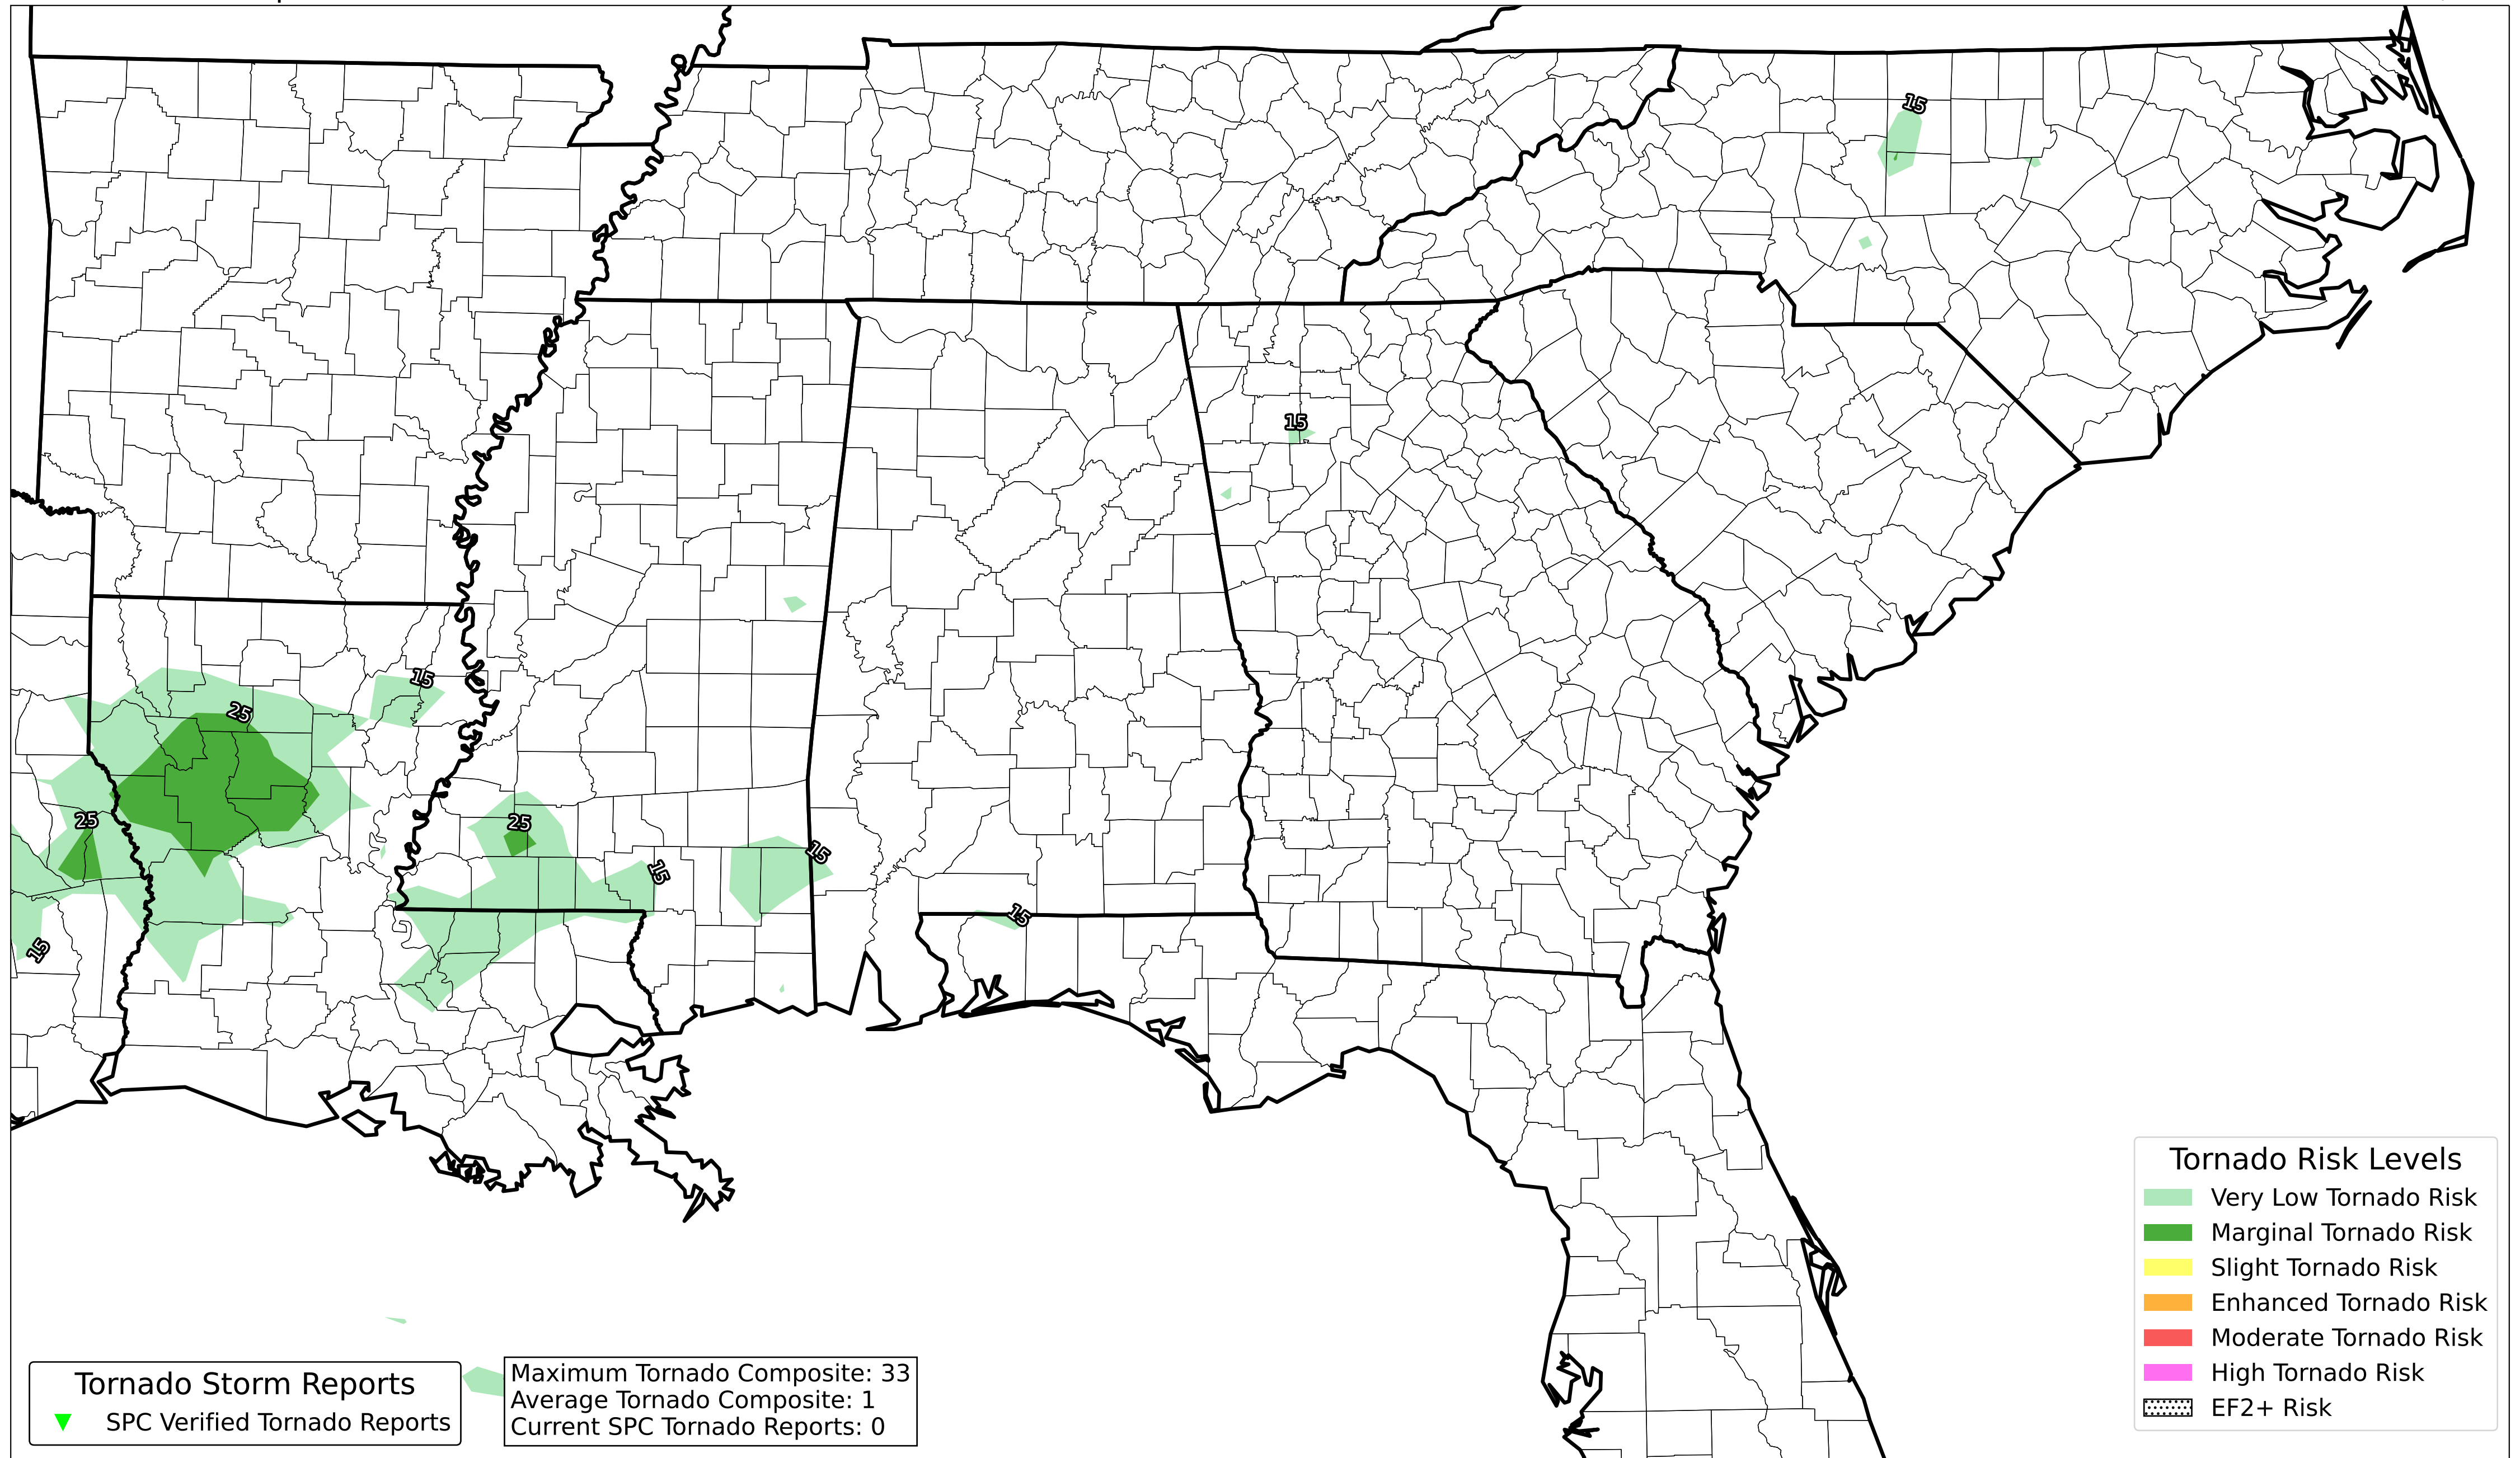 15
15
15
25
25
25
15
15
15
15
Tornado Risk Levels
Very Low Tornado Risk
Marginal Tornado Risk
Slight Tornado Risk
Enhanced Tornado Risk
Moderate Tornado Risk
High Tornado Risk
EF2+ Risk
Tornado Storm Reports
SPC Verified Tornado Reports
Maximum Tornado Composite: 33
Average Tornado Composite: 1
Current SPC Tornado Reports: 0